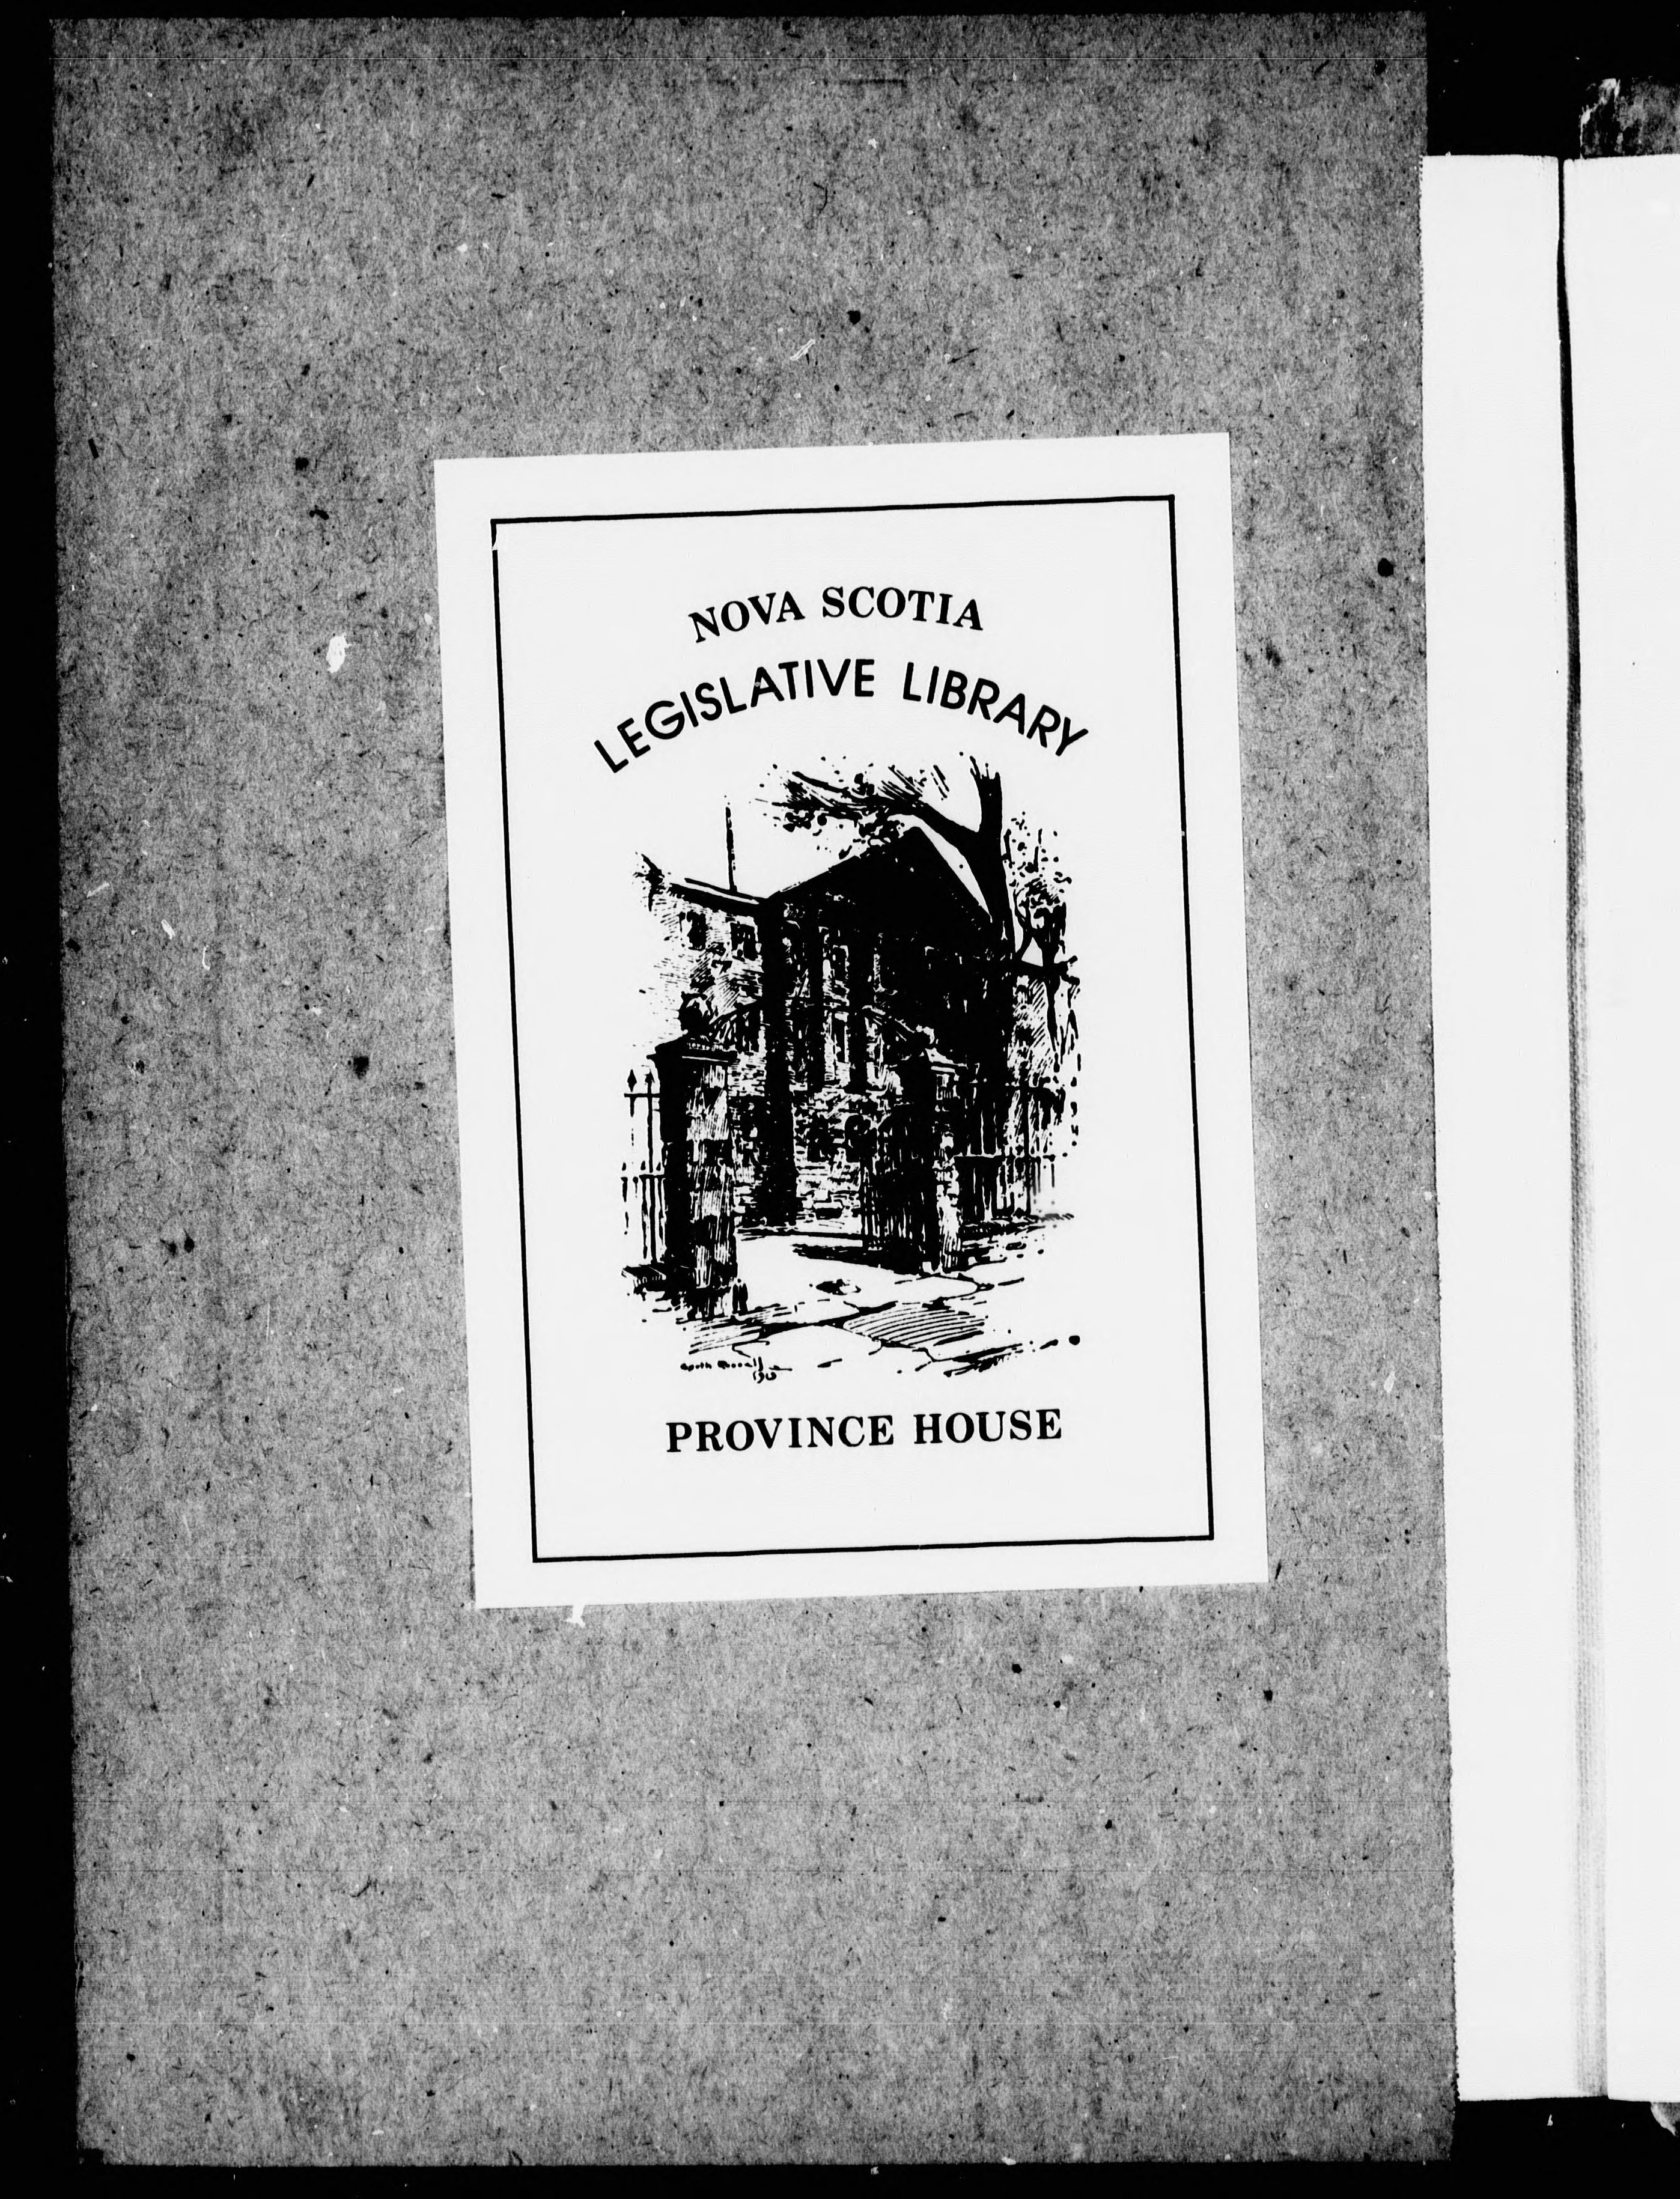 NOVA SCOTIA
LEGISLATIVE LIBRARY
PROVINCE HOUSE